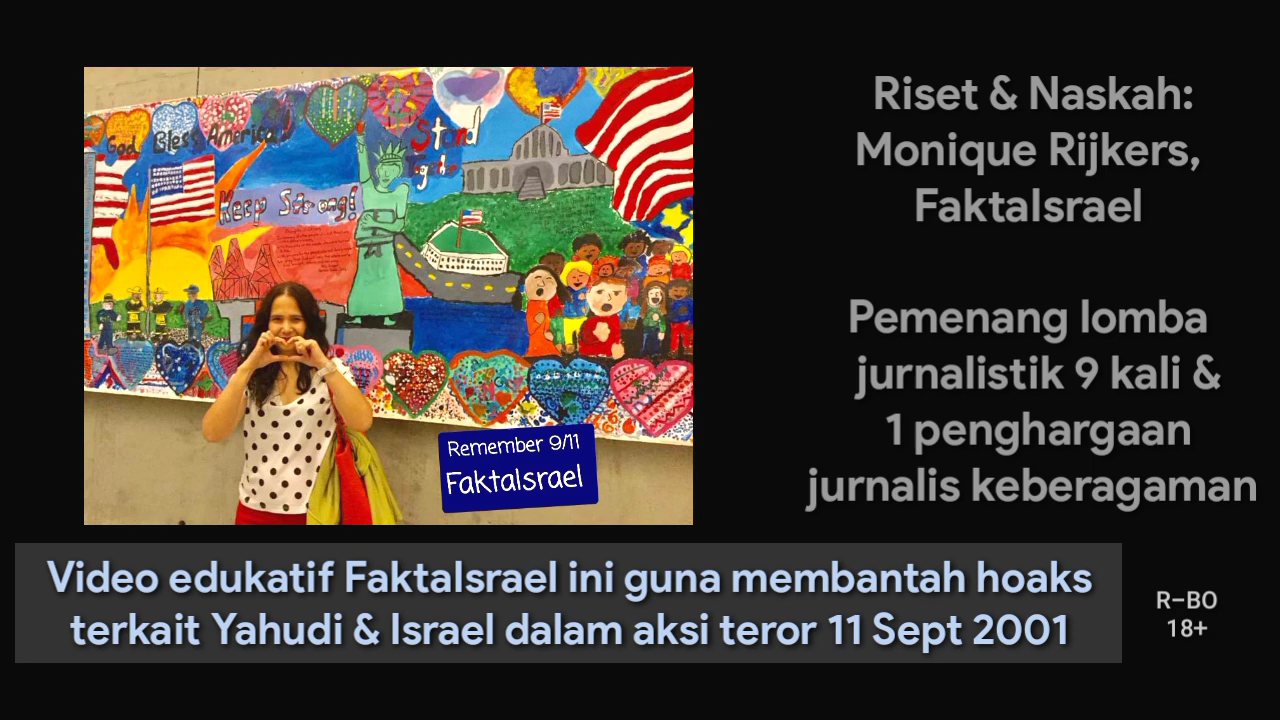 God Bless America!
Stand
Keep Strong!
Remember 9/11
FaktaIsrael
Riset & Naskah:
Monique Rijkers,
FaktaIsrael
Pemenang lomba
jurnalistik 9 kali &
1 penghargaan
jurnalis keberagaman
Video edukatif FaktaIsrael ini guna membantah hoaks
terkait Yahudi & Israel dalam aksi teror 11 Sept 2001
R-BO
18+